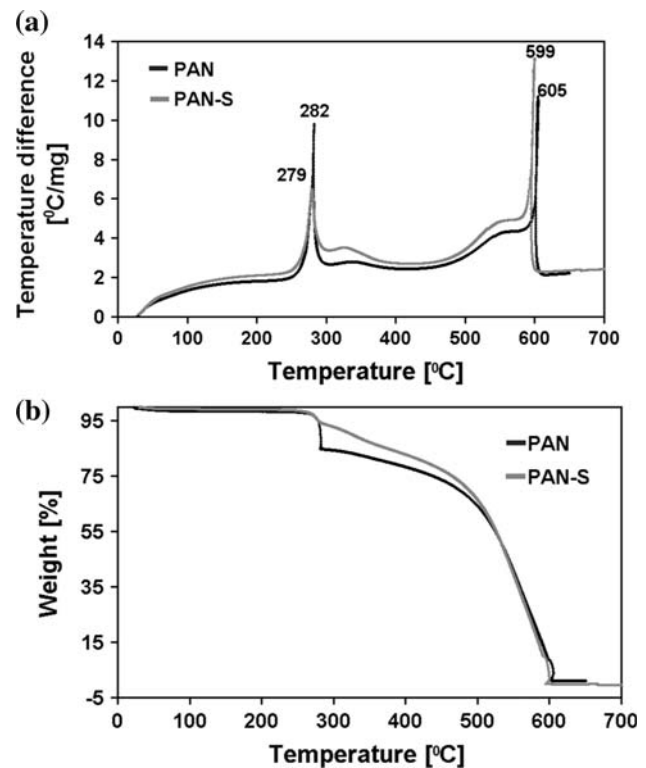 (a)
Temperature difference
[⁰C/mg]
14
12
10
8
6
4
2
0
PAN
PAN-S
282
279
599
605
0 100 200 300 400 500 600 700
Temperature [⁰C]
(b)
Weight [%]
95
75
55
35
15
-5
PAN
PAN-S
0 100 200 300 400 500 600 700
Temperature [⁰C]